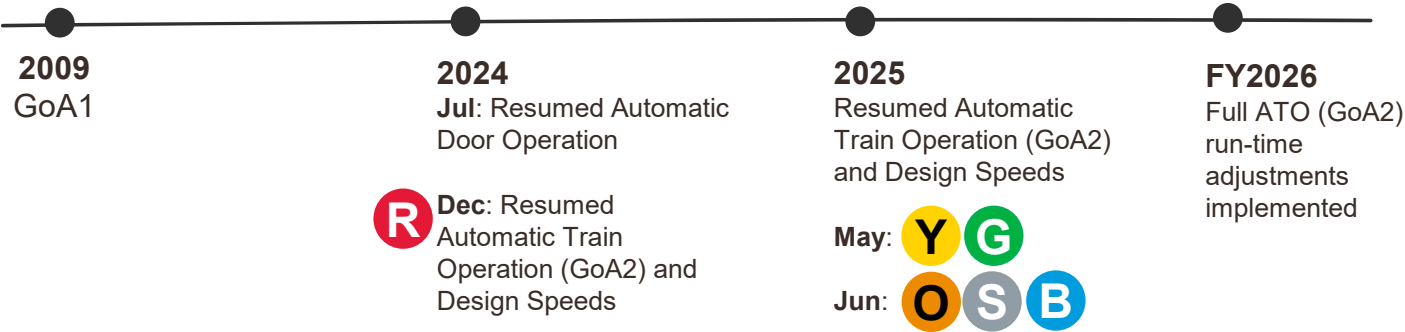 2009
GoA1
2024
Jul: Resumed Automatic
Door Operation
R
Dec: Resumed
Automatic Train
Operation (GoA2) and
Design Speeds
2025
Resumed Automatic
Train Operation (GoA2)
and Design Speeds
May: Y G
Jun: O S B
FY2026
Full ATO (GoA2)
run-time
adjustments
implemented